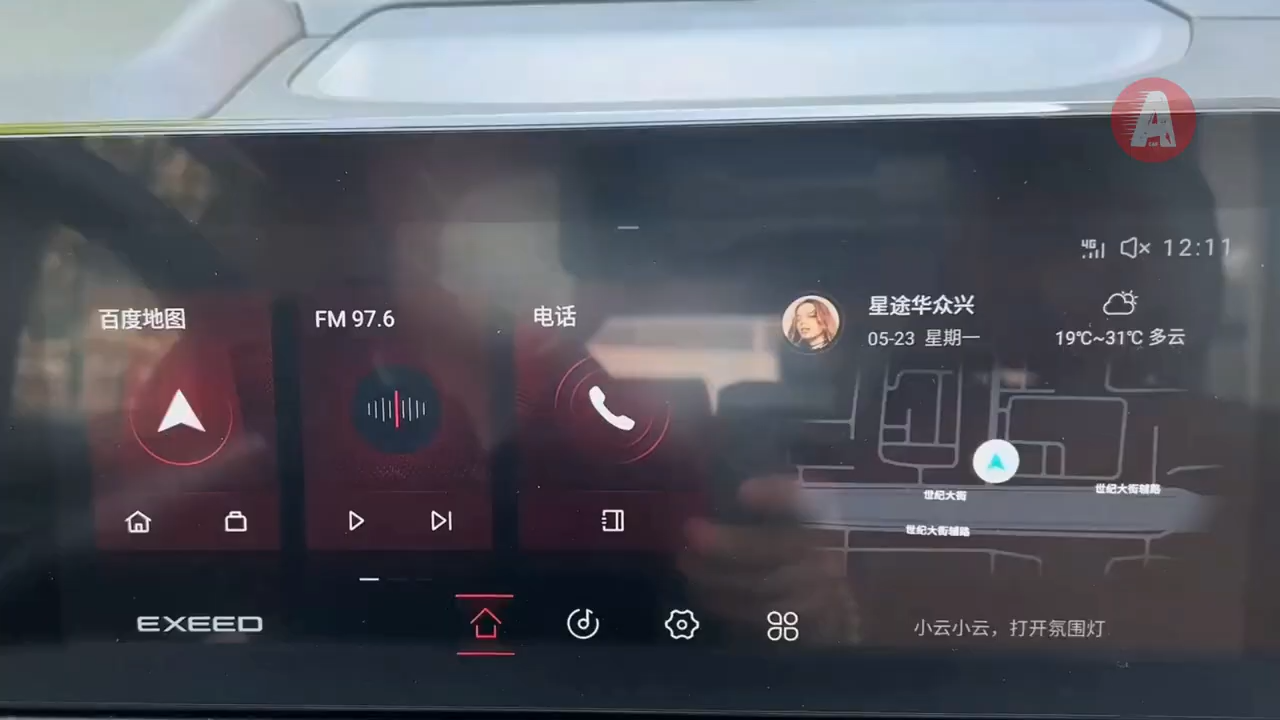 A
4G 12:11
百度地图
FM 97.6
电话
星途华众兴
05-23 星期一
19℃~31℃ 多云
世纪大街
世纪大街辅路
世纪大街辅路
EXEED
小云小云，打开氛围灯